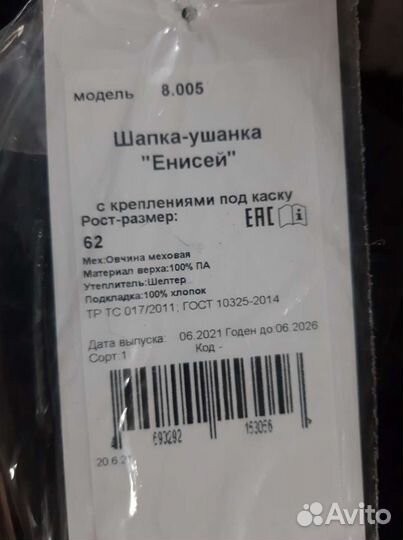 модель 8.005
Шапка-ушанка
"Енисей"
с креплениями под каску
Рост-размер: EAC
62
Мех:Овчина меховая
Материал верха:100% ПА
Утеплитель:Шелтер
Подкладка:100% хлопок
ТР ТС 017/2011; ГОСТ 10325-2014
Дата выпуска: 06.2021 Годен до:06.2026
Сорт:1 Код -
4 693292 153056
20.6.21
Avito